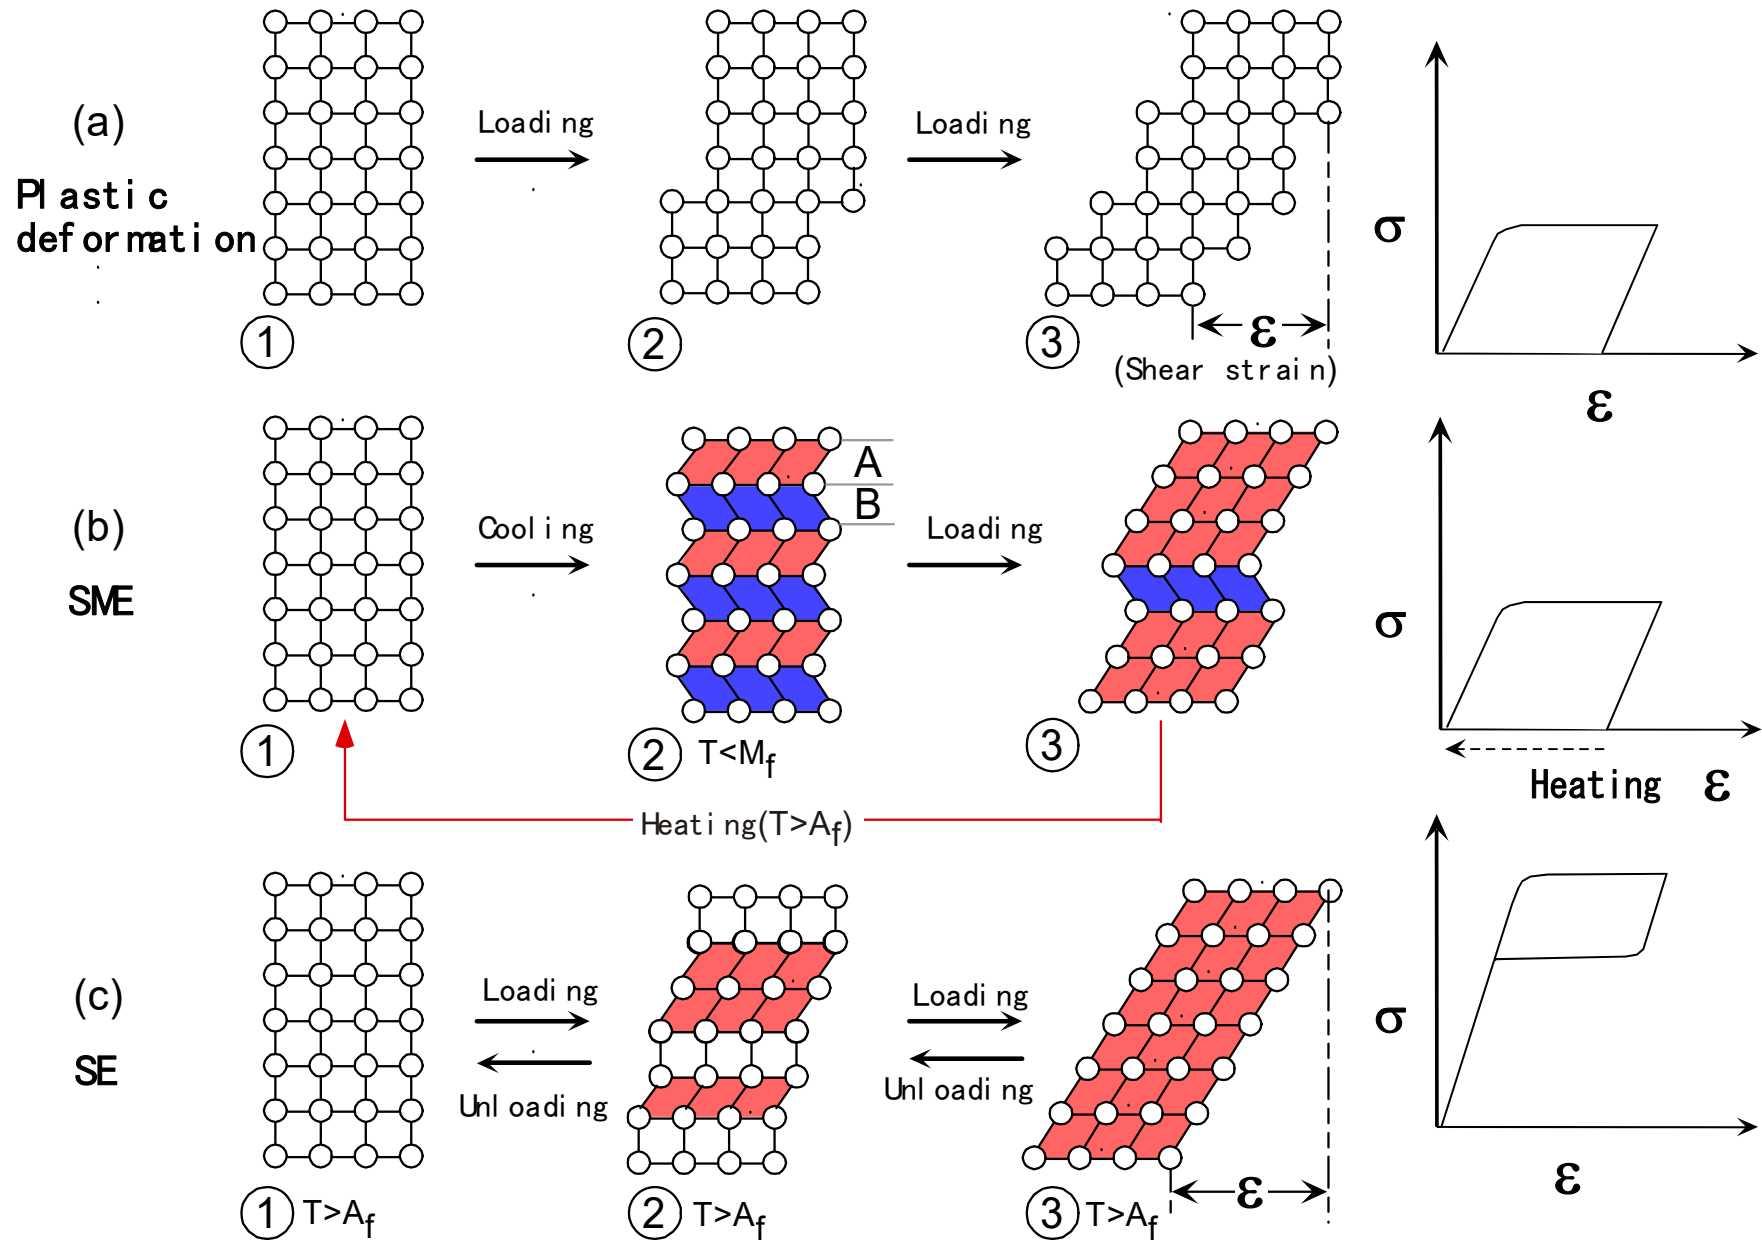 (a)
Plastic
deformation
Loading
Loading
1
2
3
ε
(Shear strain)
σ
ε
(b)
SME
Cooling
Loading
A
B
1
2 T<Mf
3
Heating(T>Af)
σ
Heating ε
(c)
SE
Loading
Unloading
Loading
Unloading
1 T>Af
2 T>Af
3 T>Af
ε
σ
ε